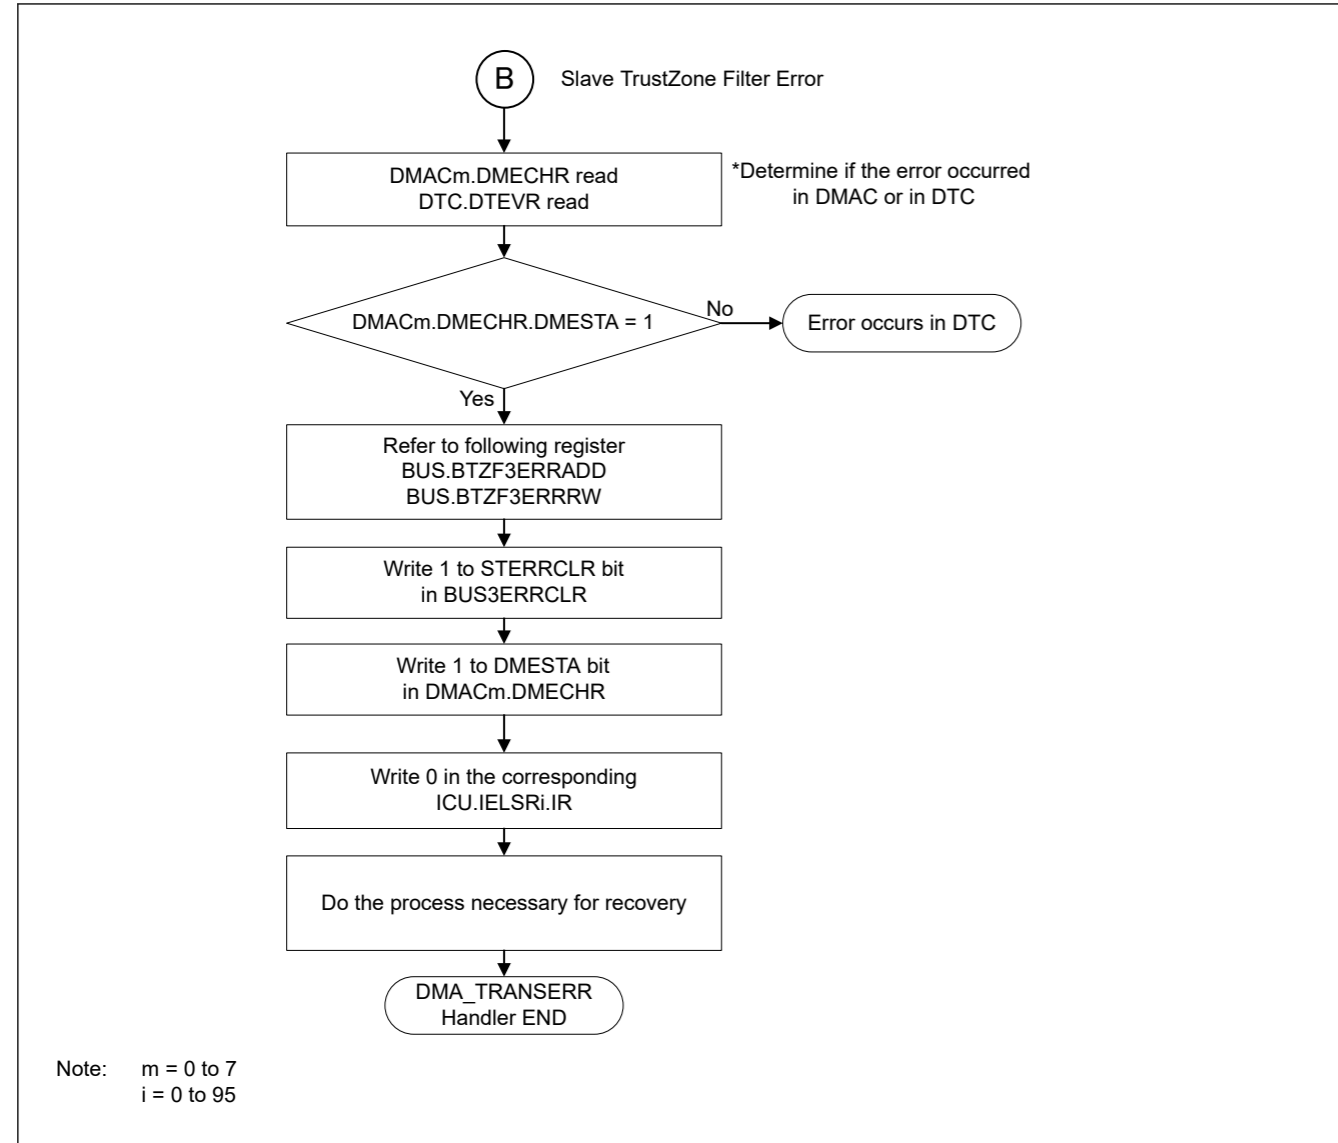 B
Slave TrustZone Filter Error
DMACm.DMECHR read
DTC.DTEVR read
*Determine if the error occurred
in DMAC or in DTC
DMACm.DMECHR.DMESTA = 1
No
Error occurs in DTC
Yes
Refer to following register
BUS.BTZF3ERRADD
BUS.BTZF3ERRRW
Write 1 to STERRCLR bit
in BUS3ERRCLR
Write 1 to DMESTA bit
in DMACm.DMECHR
Write 0 in the corresponding
ICU.IELSRi.IR
Do the process necessary for recovery
DMA_TRANSERR
Handler END
Note: m = 0 to 7
i = 0 to 95